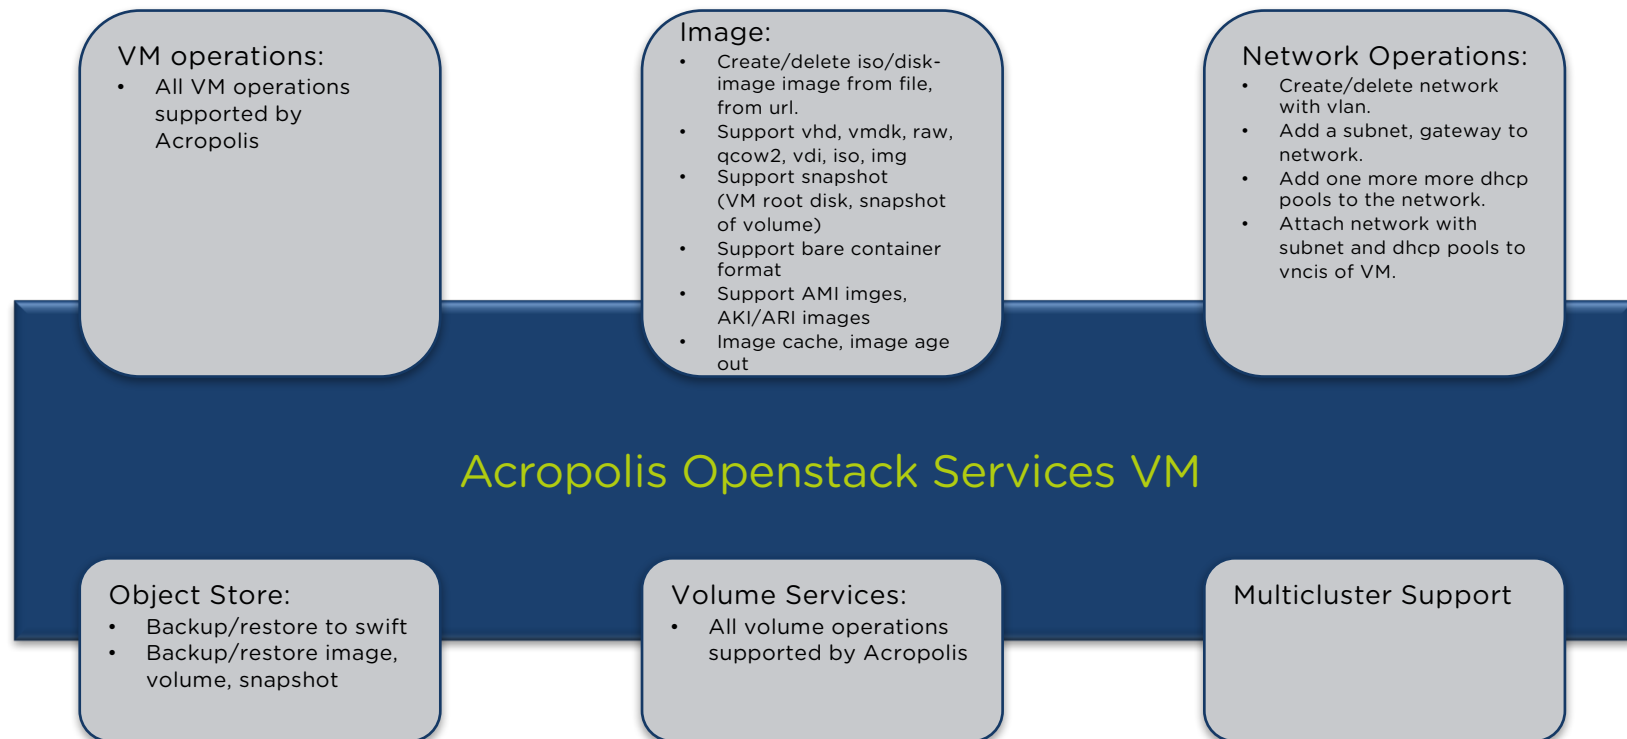 VM operations:
• All VM operations
supported by
Acropolis
Image:
• Create/delete iso/disk-
image image from file,
from url.
• Support vhd, vmdk, raw,
qcow2, vdi, iso, img
• Support snapshot
(VM root disk, snapshot
of volume)
• Support bare container
format
• Support AMI imges,
AKI/ARI images
• Image cache, image age
out
Network Operations:
• Create/delete network
with vlan.
• Add a subnet, gateway to
network.
• Add one more more dhcp
pools to the network.
• Attach network with
subnet and dhcp pools to
vncis of VM.
Acropolis Openstack Services VM
Object Store:
• Backup/restore to swift
• Backup/restore image,
volume, snapshot
Volume Services:
• All volume operations
supported by Acropolis
Multicluster Support